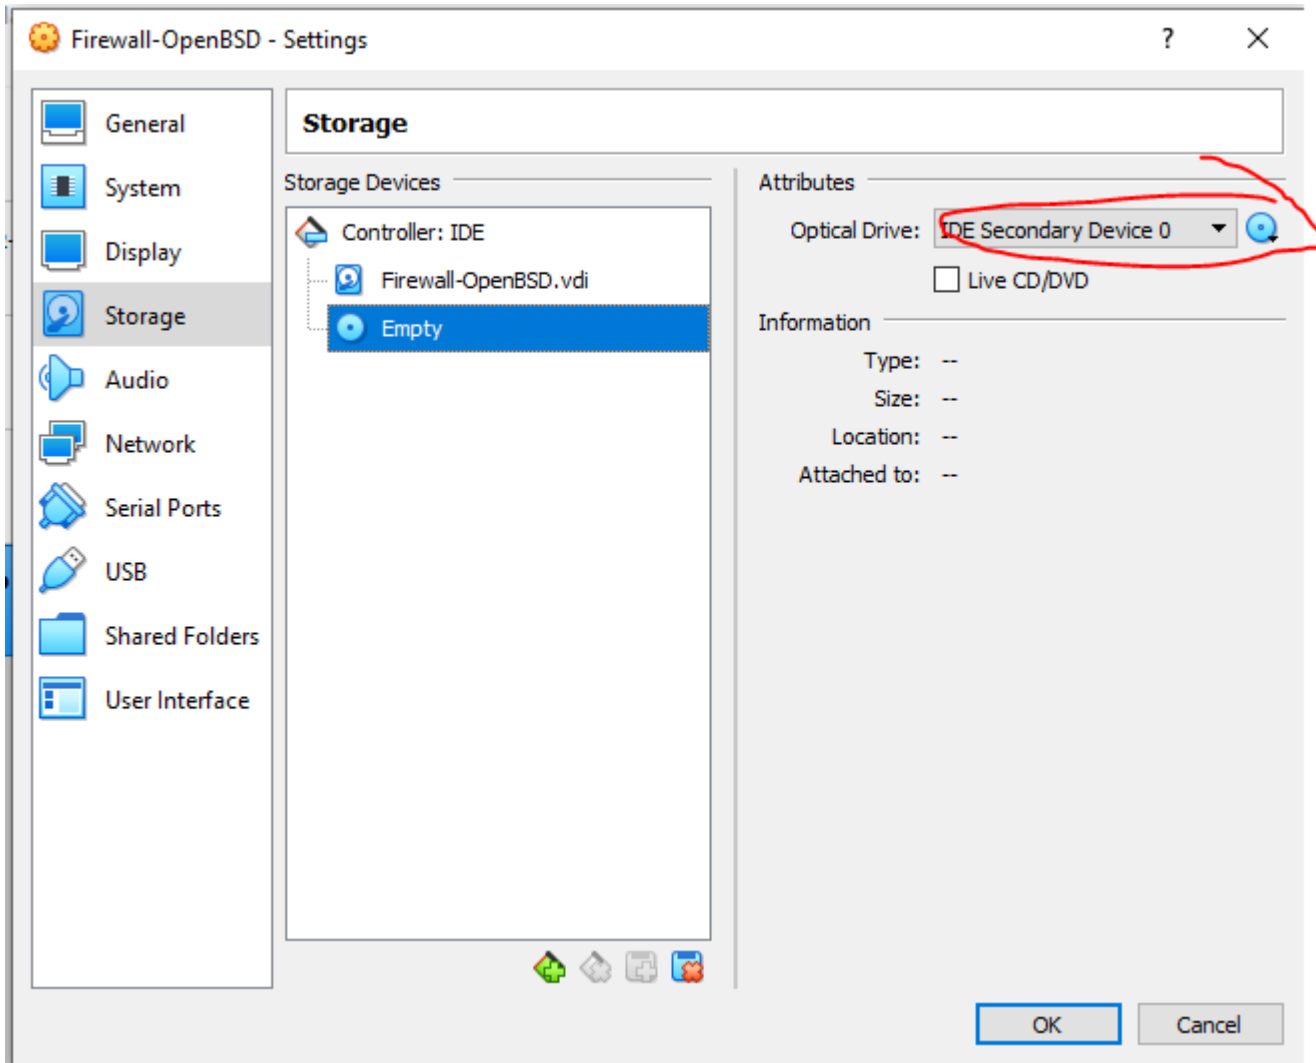 Firewall-OpenBSD - Settings ?
General
System
Display
Storage
Audio
Network
Serial Ports
USB
Shared Folders
User Interface
Storage
Storage Devices
Controller: IDE
Firewall-OpenBSD.vdi
Empty
Attributes
Optical Drive: IDE Secondary Device 0
Live CD/DVD
Information
Type: --
Size: --
Location: --
Attached to: --
OK Cancel